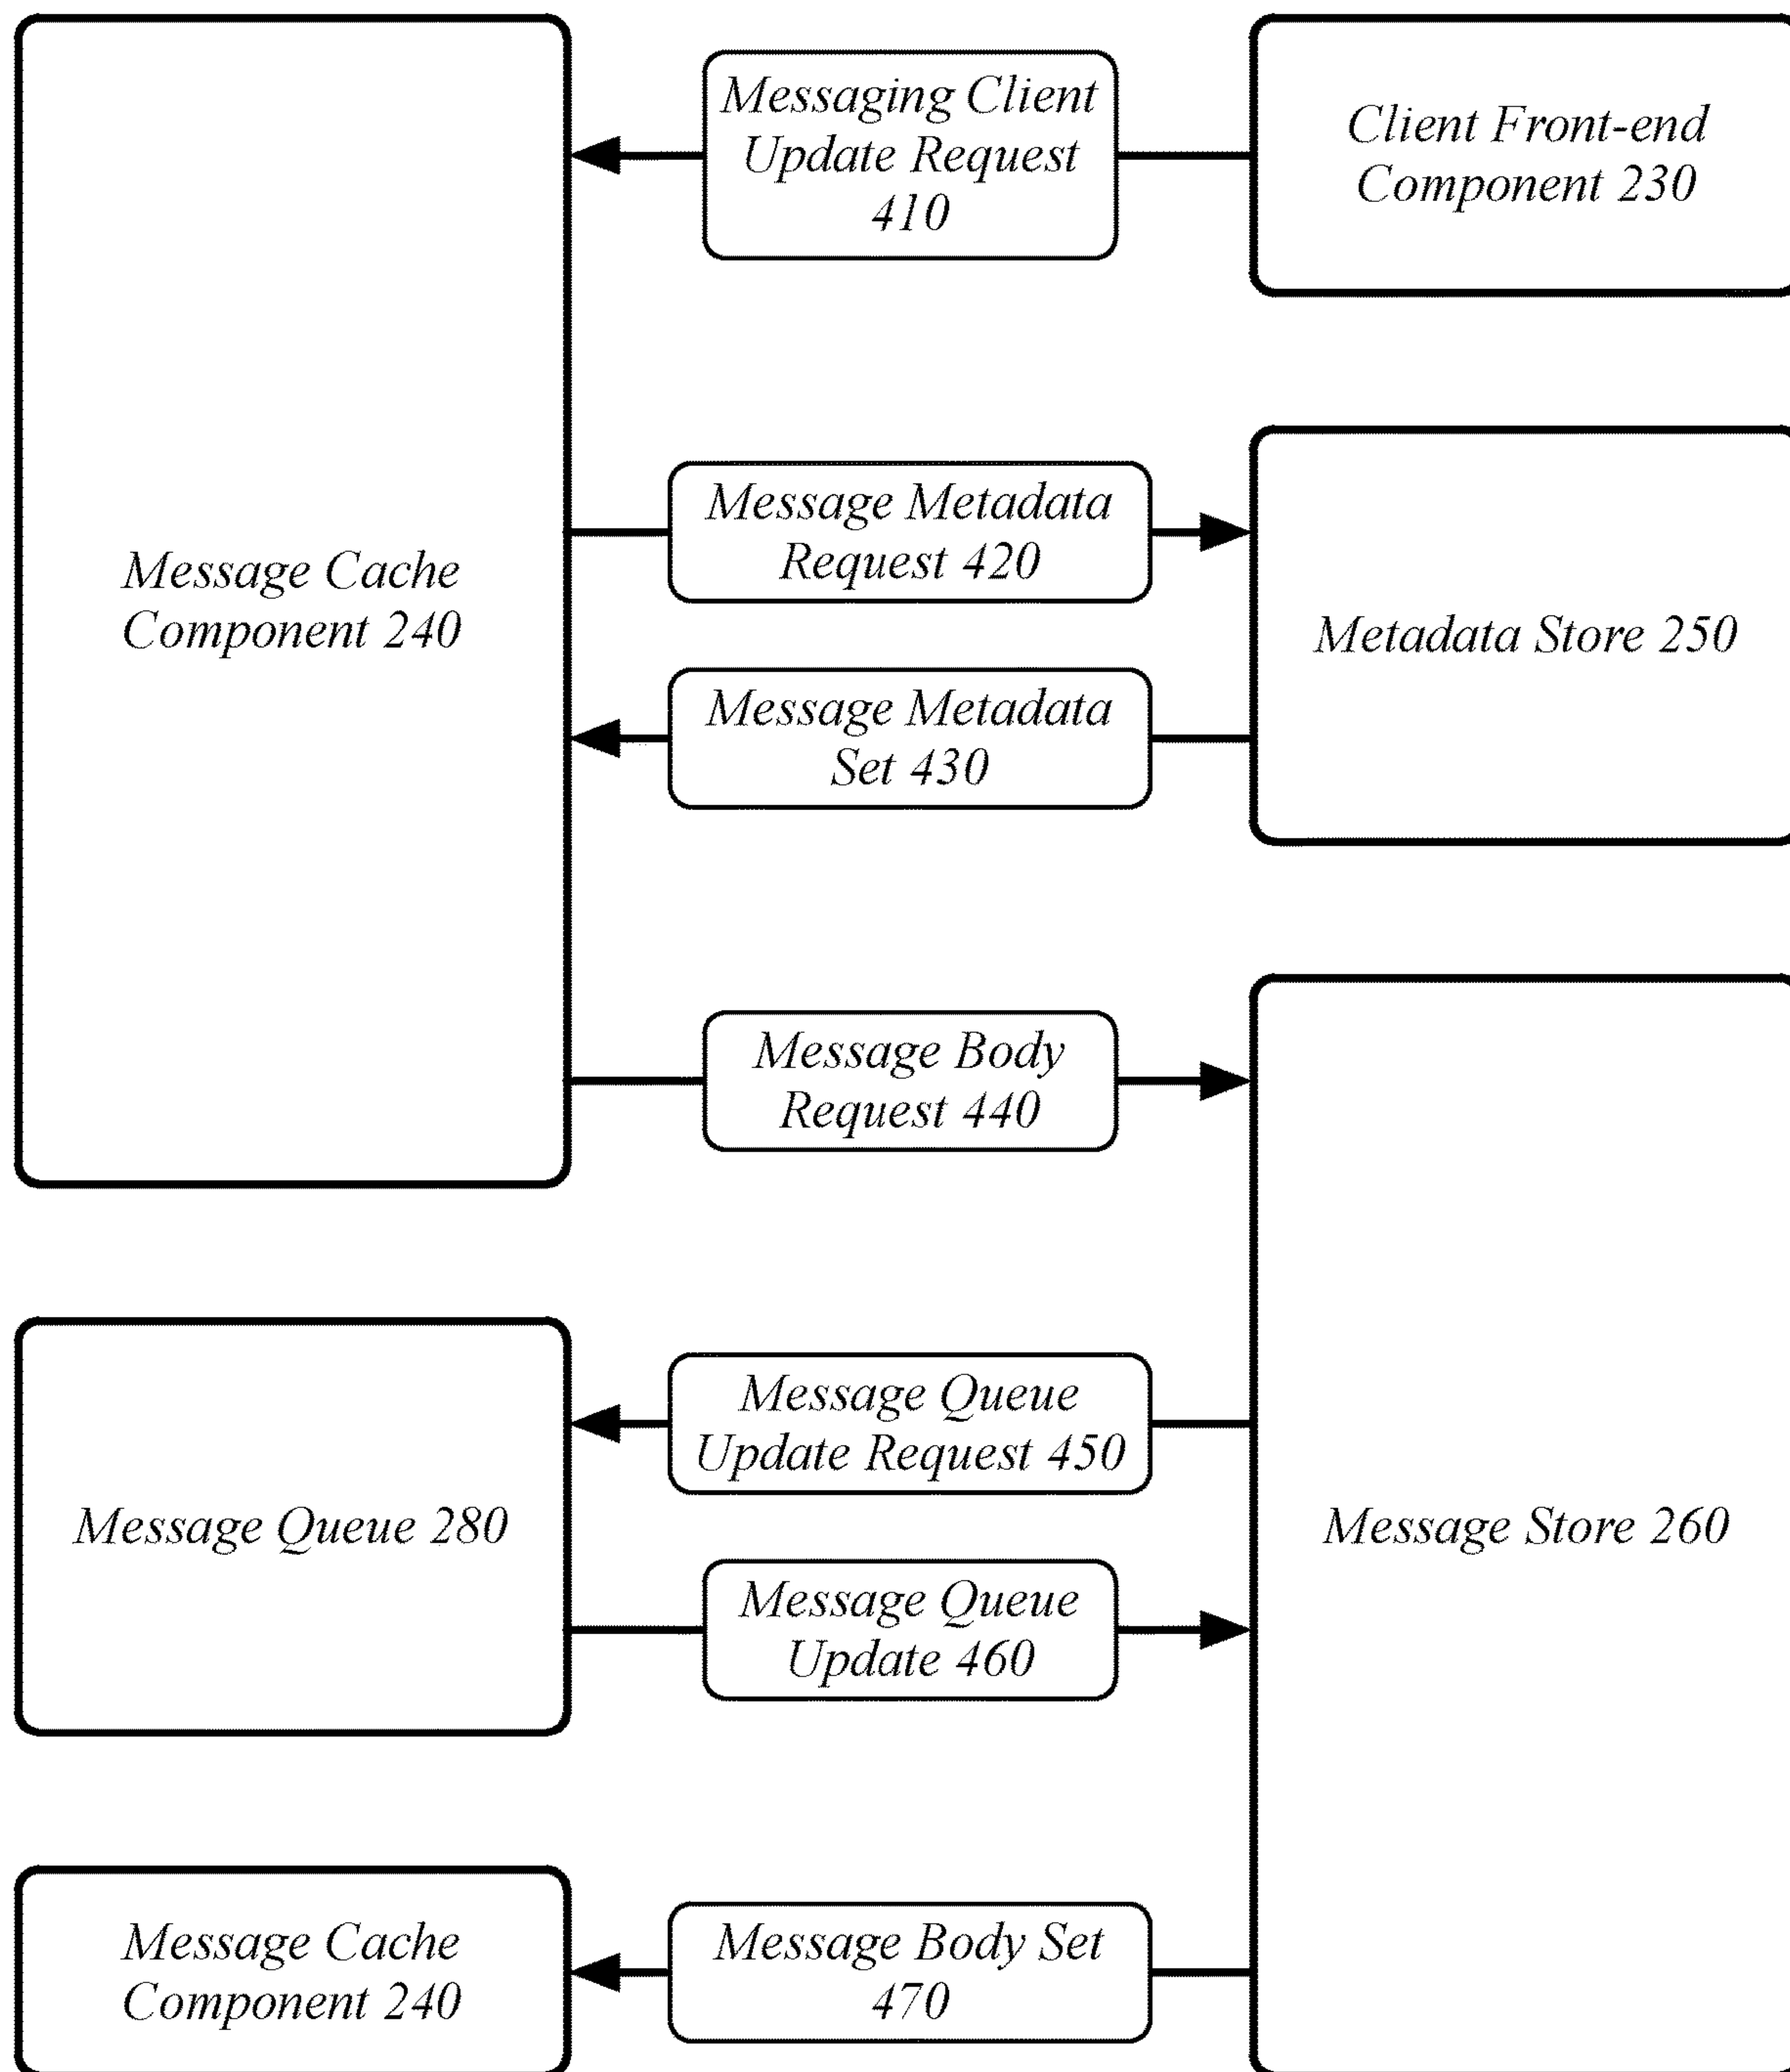 Messaging Client
Update Request
410
Client Front-end
Component 230
Message Cache
Component 240
Message Metadata
Request 420
Message Metadata
Set 430
Metadata Store 250
Message Body
Request 440
Message Queue 280
Message Queue
Update Request 450
Message Queue
Update 460
Message Store 260
Message Cache
Component 240
Message Body Set
470